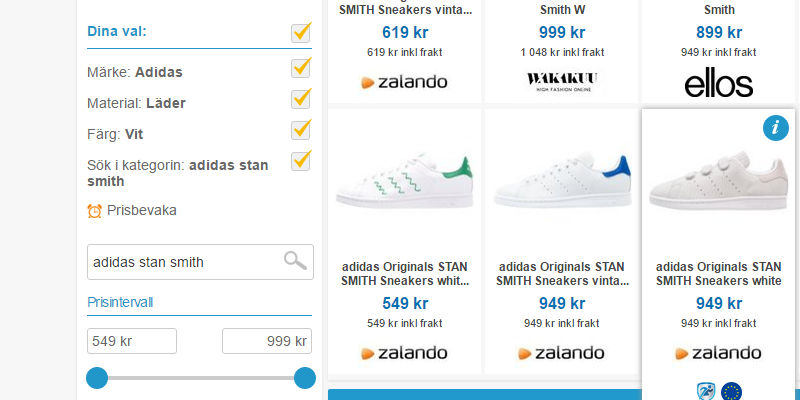 Dina val:
Märke: Adidas
Material: Läder
Färg: Vit
Sök i kategorin: adidas stan
smith
Prisbevaka
adidas stan smith
Prisintervall
549 kr
999 kr
SMITH Sneakers vinta...
619 kr
619 kr inkl frakt
zalando
Smith W
999 kr
1 048 kr inkl frakt
WAKAKUU
HIGH FASHION ONLINE
Smith
899 kr
949 kr inkl frakt
ellos
adidas Originals STAN
SMITH Sneakers whit...
549 kr
549 kr inkl frakt
zalando
adidas Originals STAN
SMITH Sneakers vinta...
949 kr
949 kr inkl frakt
zalando
i
adidas Originals STAN
SMITH Sneakers white
949 kr
949 kr inkl frakt
zalando